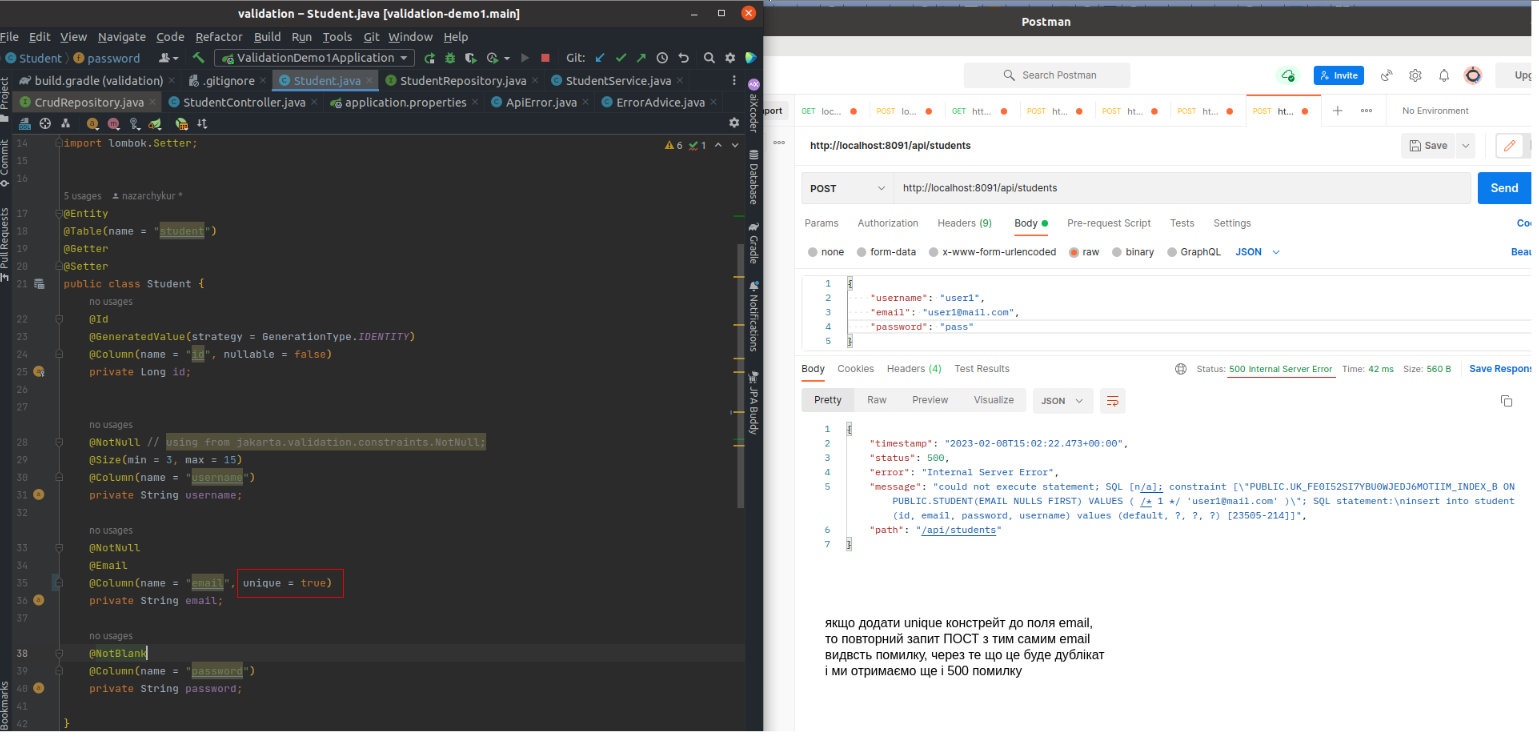 validation – Student.java [validation-demo1.main]
File Edit View Navigate Code Refactor Build Run Tools Git Window Help
Student password ValidationDemo1Application Git:
build.gradle (validation) .gitignore Student.java StudentRepository.java StudentService.java
CrudRepository.java StudentController.java application.properties ApiError.java ErrorAdvice.java
Project
Commit
Pull Requests
Bookmarks
aiXcoder
Database
Gradle
Notifications
JPA Buddy
6 1
14 import lombok.Setter;
15
16
5 usages nazarchykur *
17 @Entity
18 @Table(name = "student")
19 @Getter
20 @Setter
21 public class Student {
no usages
22 @Id
23 @GeneratedValue(strategy = GenerationType.IDENTITY)
24 @Column(name = "id", nullable = false)
25 private Long id;
26
27
no usages
28 @NotNull // using from jakarta.validation.constraints.NotNull;
29 @Size(min = 3, max = 15)
30 @Column(name = "username")
31 private String username;
32
no usages
33 @NotNull
34 @Email
35 @Column(name = "email", unique = true)
36 private String email;
37
no usages
38 @NotBlank
39 @Column(name = "password")
40 private String password;
41
42 }
Postman
Search Postman
Invite
Upg
port GET loc... POST lo... GET htt... POST ht... POST ht... POST ht... POST ht... No Environment
http://localhost:8091/api/students
Save
POST http://localhost:8091/api/students Send
Params Authorization Headers (9) Body Pre-request Script Tests Settings Coo
none form-data x-www-form-urlencoded raw binary GraphQL JSON Beau
1 {
2 "username": "user1",
3 "email": "user1@mail.com",
4 "password": "pass"
5 }
Body Cookies Headers (4) Test Results Status: 500 Internal Server Error Time: 42 ms Size: 560 B Save Respons
Pretty Raw Preview Visualize JSON
1 {
2 "timestamp": "2023-02-08T15:02:22.473+00:00",
3 "status": 500,
4 "error": "Internal Server Error",
5 "message": "could not execute statement; SQL [n/a]; constraint [\"PUBLIC.UK_FE0I52SI7YBU0WJEDJ6MOTIIM_INDEX_B ON
PUBLIC.STUDENT(EMAIL NULLS FIRST) VALUES ( /* 1 */ 'user1@mail.com' )\"; SQL statement:\ninsert into student
(id, email, password, username) values (default, ?, ?, ?) [23505-214]]",
6 "path": "/api/students"
7 }
якщо додати unique констрейт до поля email,
то повторний запит ПОСТ з тим самим email
видвсть помилку, через те що це буде дублікат
і ми отримаємо ще і 500 помилку